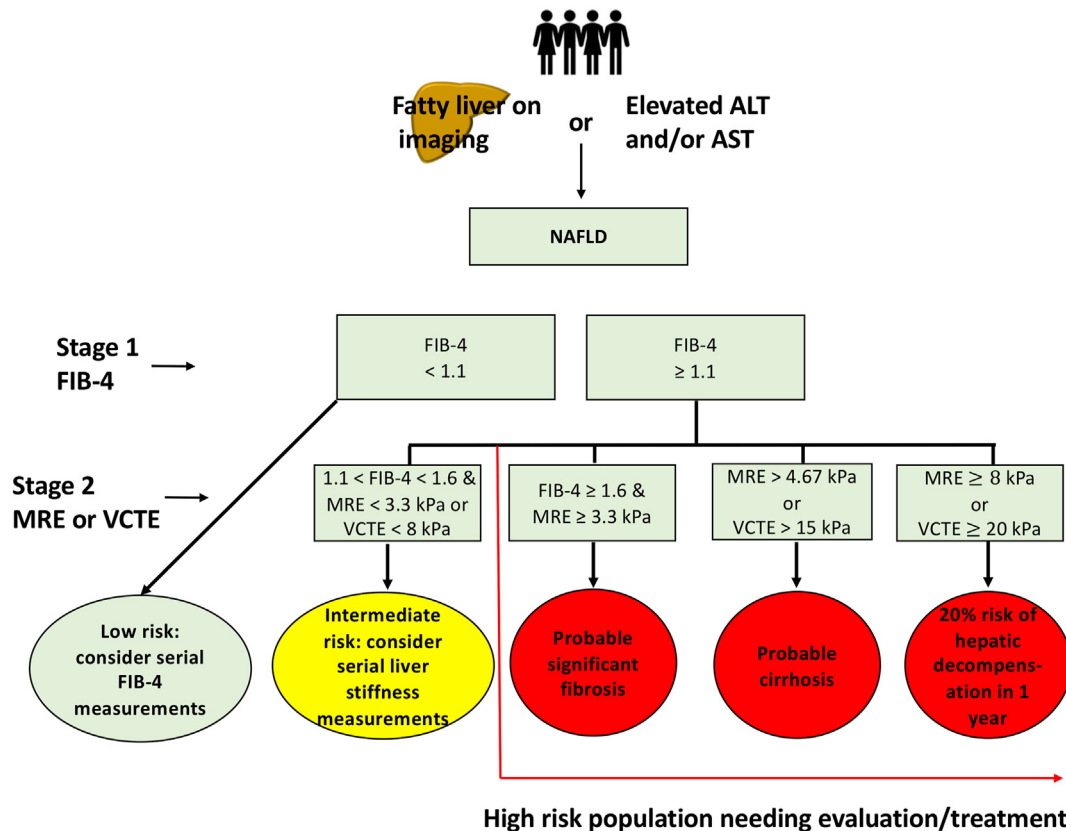 Fatty liver on
imaging
or
Elevated ALT
and/or AST
NAFLD
Stage 1
FIB-4
FIB-4
< 1.1
FIB-4
≥ 1.1
Stage 2
MRE or VCTE
1.1 < FIB-4 < 1.6 &
MRE < 3.3 kPa or
VCTE < 8 kPa
FIB-4 ≥ 1.6 &
MRE ≥ 3.3 kPa
MRE > 4.67 kPa
or
VCTE > 15 kPa
MRE ≥ 8 kPa
or
VCTE ≥ 20 kPa
Low risk:
consider serial
FIB-4
measurements
Intermediate
risk: consider
serial liver
stiffness
measurements
Probable
significant
fibrosis
Probable
cirrhosis
20% risk of
hepatic
decompens-
ation in 1
year
High risk population needing evaluation/treatment